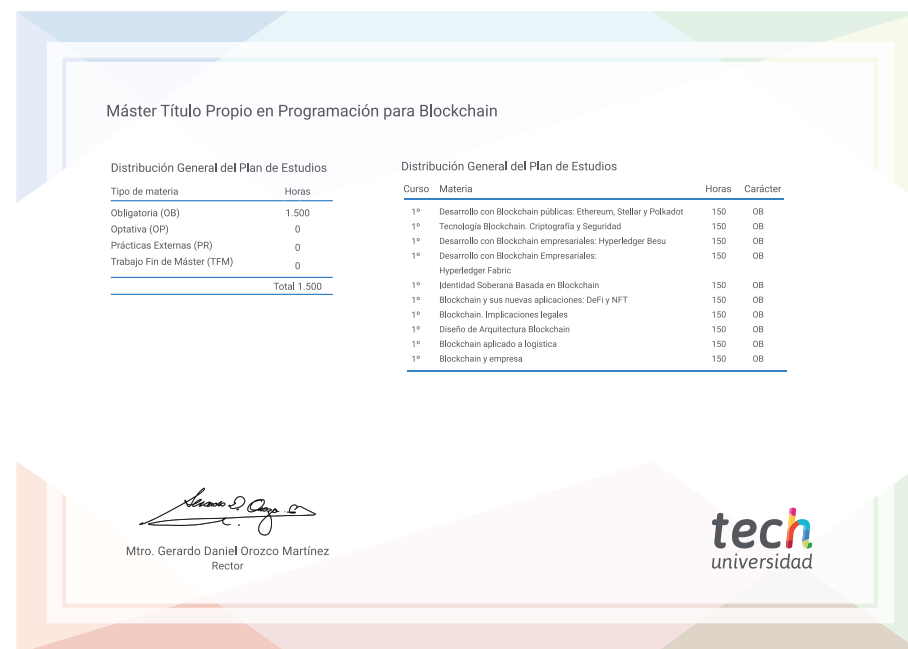 Máster Título Propio en Programación para Blockchain
Distribución General del Plan de Estudios
Tipo de materia Horas
Obligatoria (OB) 1.500
Optativa (OP) 0
Prácticas Externas (PR) 0
Trabajo Fin de Máster (TFM) 0
Total 1.500
Distribución General del Plan de Estudios
Curso Materia Horas Carácter
1º Desarrollo con Blockchain públicas: Ethereum, Stellar y Polkadot 150 OB
1º Tecnología Blockchain. Criptografía y Seguridad 150 OB
1º Desarrollo con Blockchain empresariales: Hyperledger Besu 150 OB
1º Desarrollo con Blockchain Empresariales: 150 OB
Hyperledger Fabric
1º Identidad Soberana Basada en Blockchain 150 OB
1º Blockchain y sus nuevas aplicaciones: DeFi y NFT 150 OB
1º Blockchain. Implicaciones legales 150 OB
1º Diseño de Arquitectura Blockchain 150 OB
1º Blockchain aplicado a logística 150 OB
1º Blockchain y empresa 150 OB
Mtro. Gerardo Daniel Orozco Martínez
Rector
tech
universidad